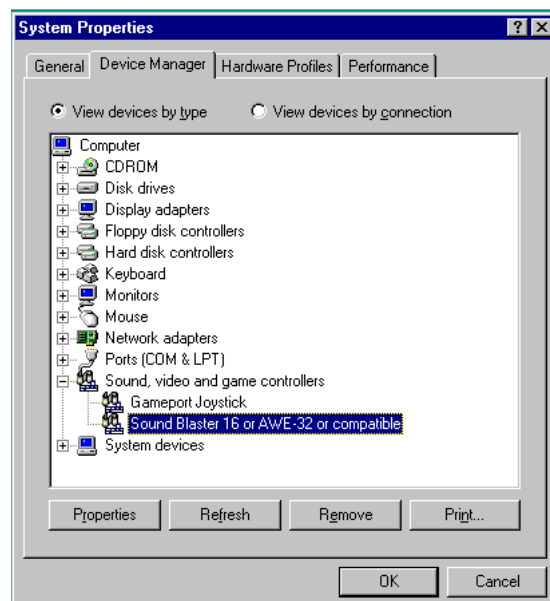 System Properties
General Device Manager Hardware Profiles Performance
View devices by type View devices by connection
Computer
CDROM
Disk drives
Display adapters
Floppy disk controllers
Hard disk controllers
Keyboard
Monitors
Mouse
Network adapters
Ports (COM & LPT)
Sound, video and game controllers
Gameport Joystick
Sound Blaster 16 or AWE-32 or compatible
System devices
Properties Refresh Remove Print...
OK Cancel